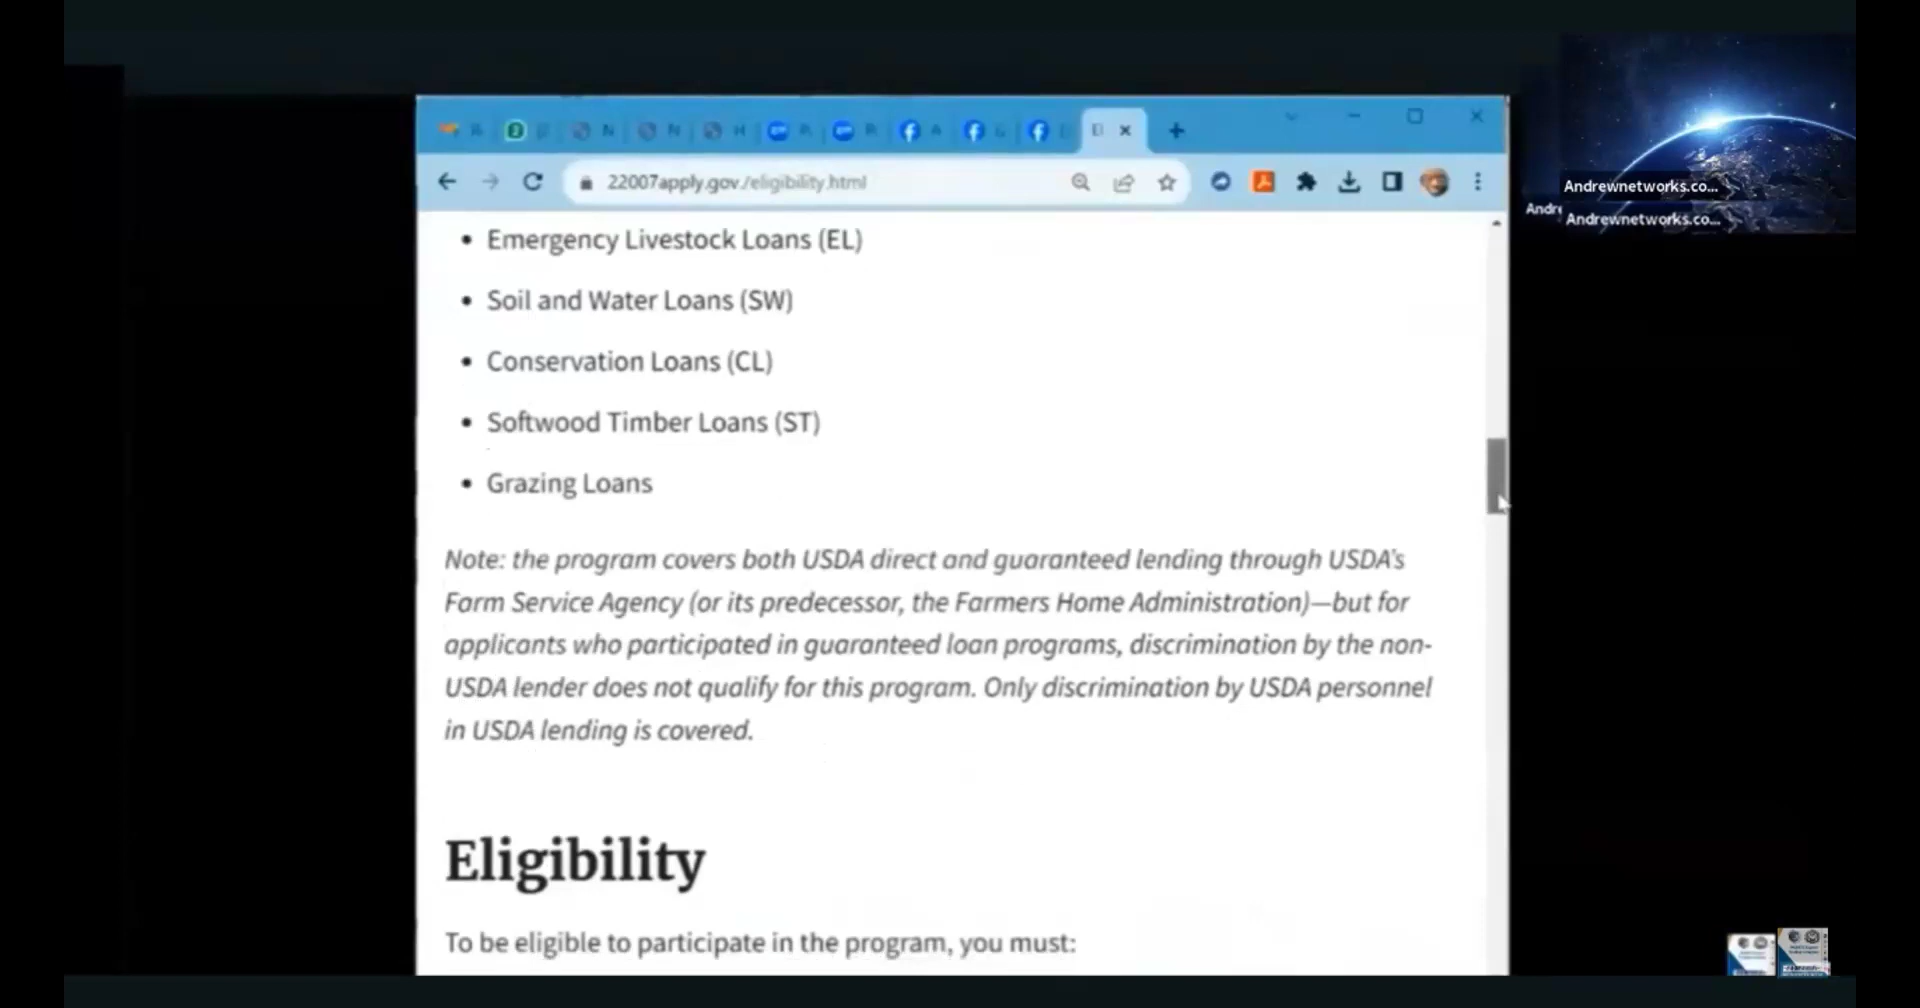 22007apply.gov./eligibility.html
Andrewnetworks.co...
Andre
Andrewnetworks.co...
• Emergency Livestock Loans (EL)
• Soil and Water Loans (SW)
• Conservation Loans (CL)
• Softwood Timber Loans (ST)
• Grazing Loans
Note: the program covers both USDA direct and guaranteed lending through USDA's
Farm Service Agency (or its predecessor, the Farmers Home Administration)—but for
applicants who participated in guaranteed loan programs, discrimination by the non-
USDA lender does not qualify for this program. Only discrimination by USDA personnel
in USDA lending is covered.
Eligibility
To be eligible to participate in the program, you must: